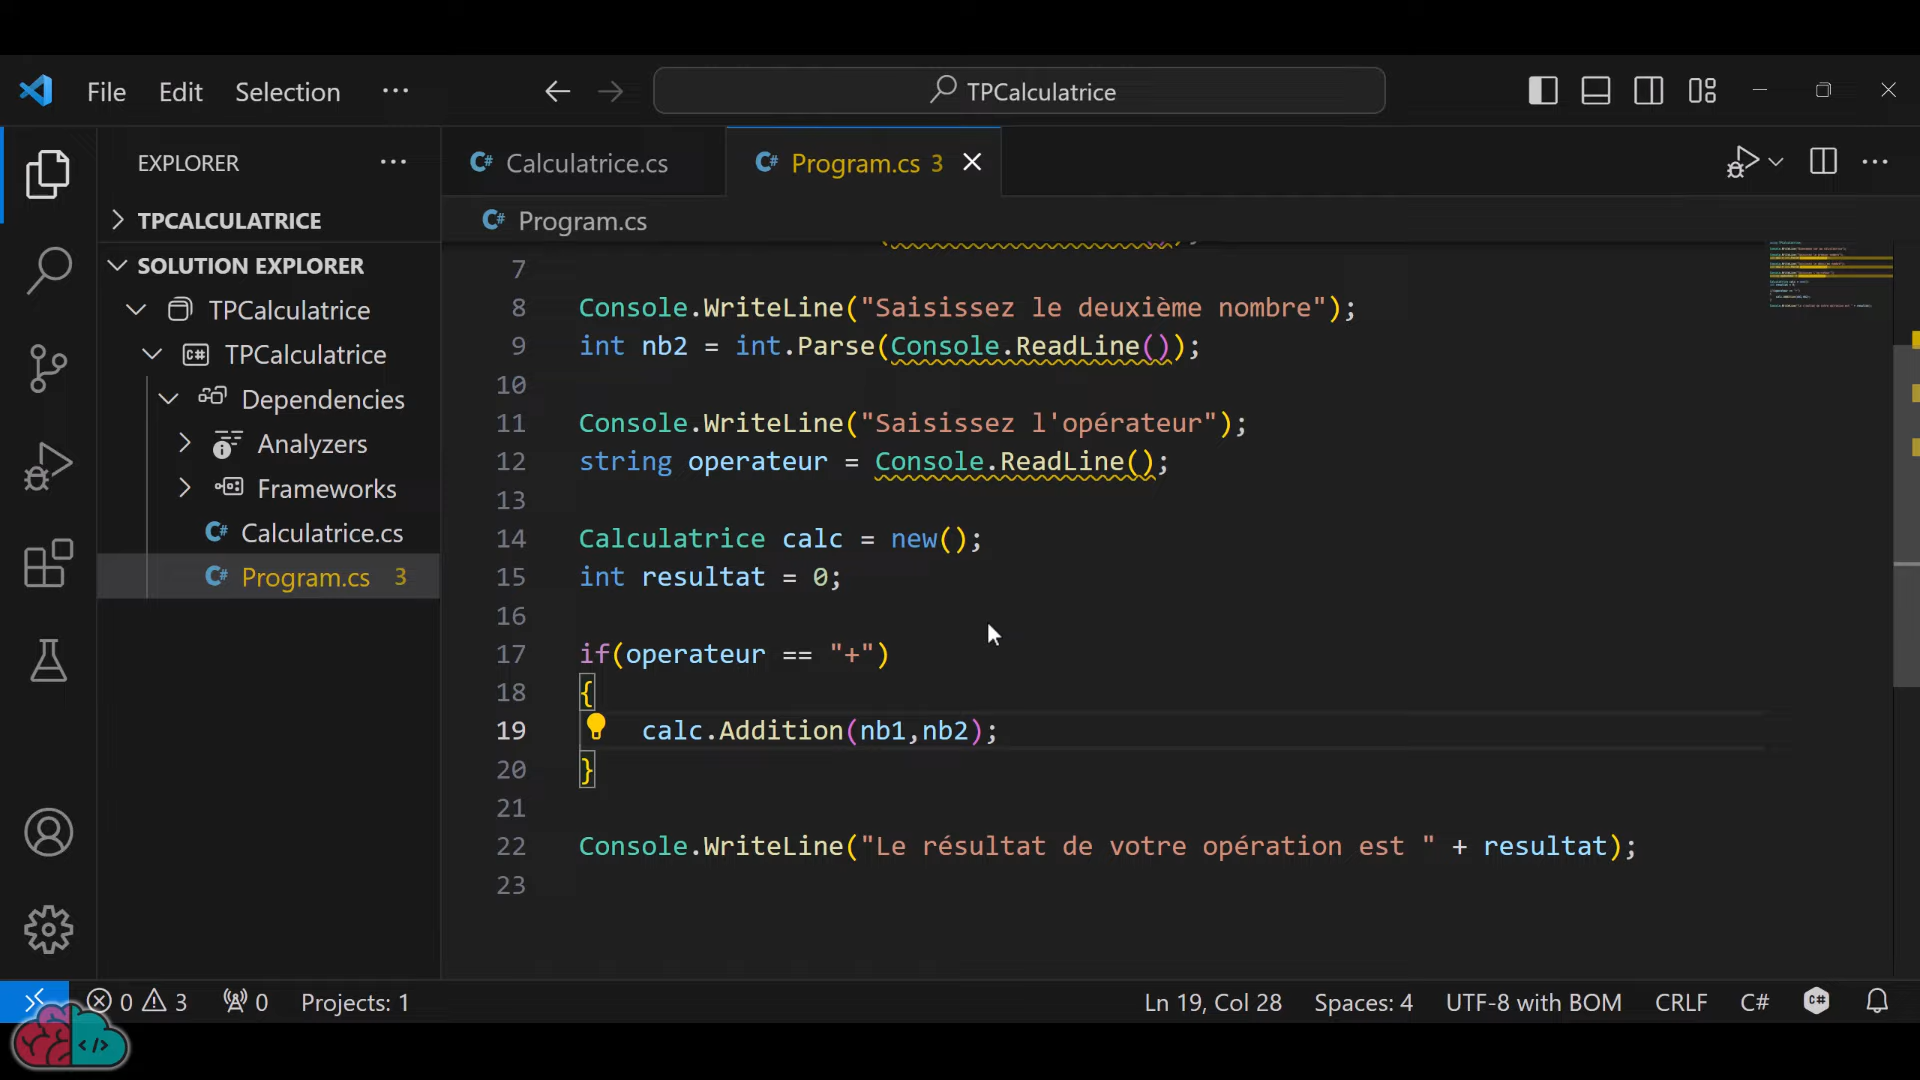 File Edit Selection ··· TPCalculatrice
EXPLORER ···
TPCALCULATRICE
SOLUTION EXPLORER
TPCalculatrice
TPCalculatrice
Dependencies
Analyzers
Frameworks
Calculatrice.cs
Program.cs 3
Calculatrice.cs Program.cs 3
Program.cs
7
8 Console.WriteLine("Saisissez le deuxième nombre");
9 int nb2 = int.Parse(Console.ReadLine());
10
11 Console.WriteLine("Saisissez l'opérateur");
12 string operateur = Console.ReadLine();
13
14 Calculatrice calc = new();
15 int resultat = 0;
16
17 if(operateur == "+")
18 {
19 calc.Addition(nb1,nb2);
20 }
21
22 Console.WriteLine("Le résultat de votre opération est " + resultat);
23
0 3 0 Projects: 1 Ln 19, Col 28 Spaces: 4 UTF-8 with BOM CRLF C#